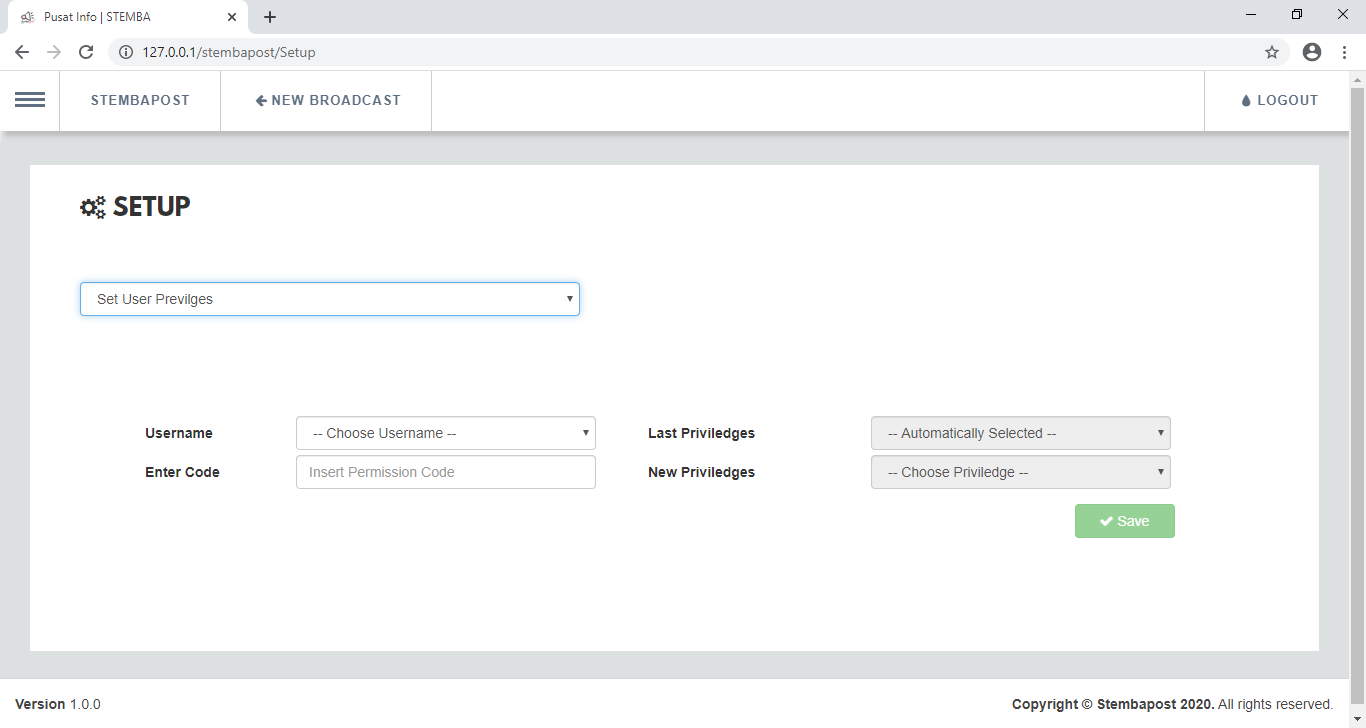 Pusat Info | STEMBA
127.0.0.1/stembapost/Setup
STEMBAPOST
NEW BROADCAST
LOGOUT
SETUP
Set User Previlges
Username
-- Choose Username --
Last Priviledges
-- Automatically Selected --
Enter Code
Insert Permission Code
New Priviledges
-- Choose Priviledge --
Save
Version 1.0.0
Copyright © Stembapost 2020. All rights reserved.